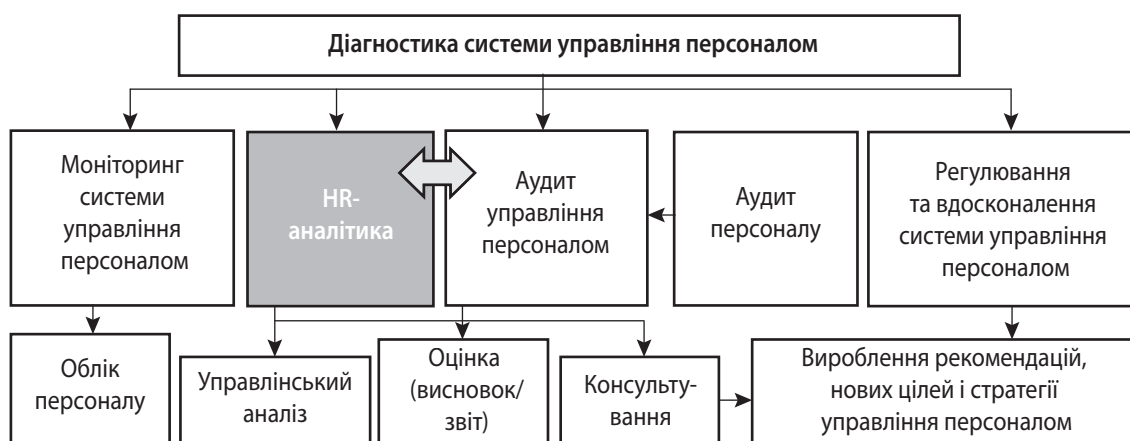 Діагностика системи управління персоналом
Моніторинг
системи
управління
персоналом
HR-
аналітика
Аудит
управління
персоналом
Аудит
персоналу
Регулювання
та вдосконалення
системи управління
персоналом
Облік
персоналу
Управлінський
аналіз
Оцінка
(висновок/
звіт)
Консульту-
вання
Вироблення рекомендацій,
нових цілей і стратегії
управління персоналом